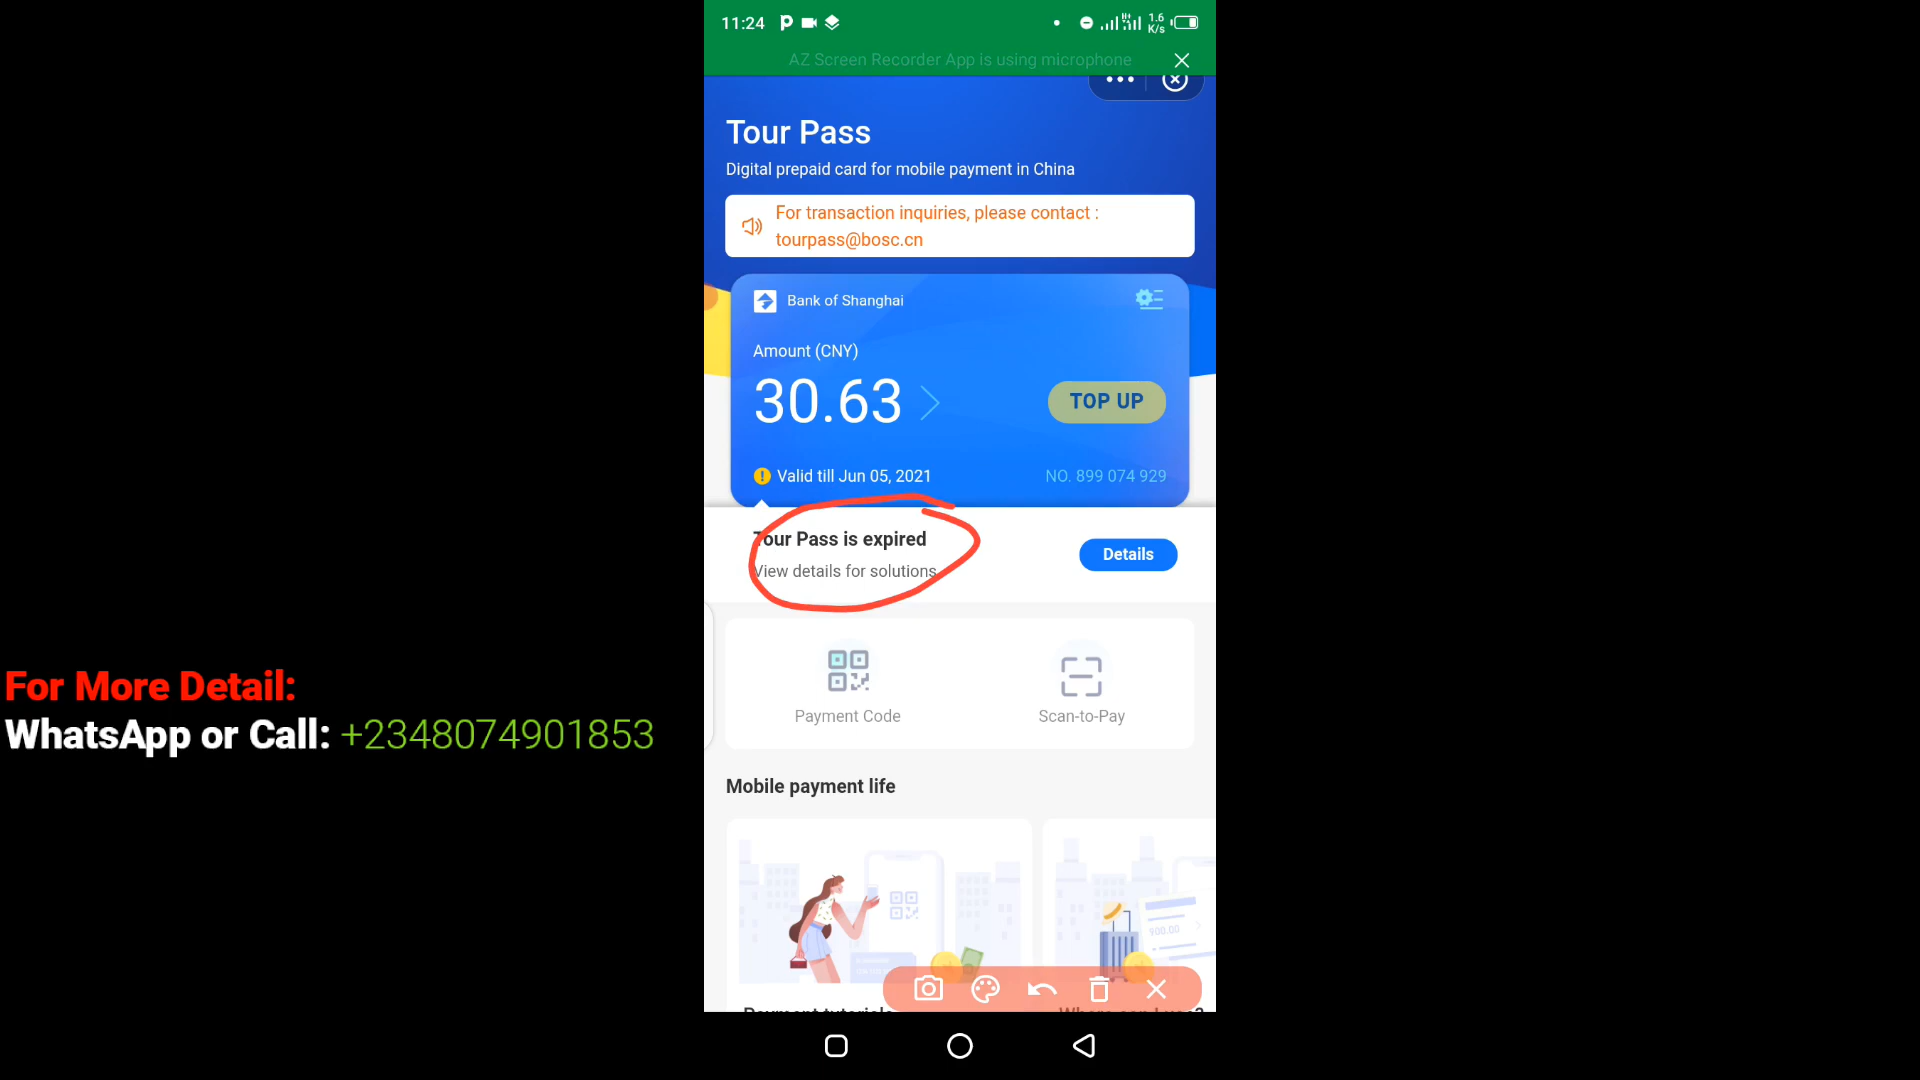 11:24
1.6
K/s
AZ Screen Recorder App is using microphone
Tour Pass
Digital prepaid card for mobile payment in China
For transaction inquiries, please contact :
tourpass@bosc.cn
Bank of Shanghai
Amount (CNY)
30.63
TOP UP
Valid till Jun 05, 2021
NO. 899 074 929
Tour Pass is expired
View details for solutions
Details
Payment Code
Scan-to-Pay
For More Detail:
WhatsApp or Call: +2348074901853
Mobile payment life
900.00